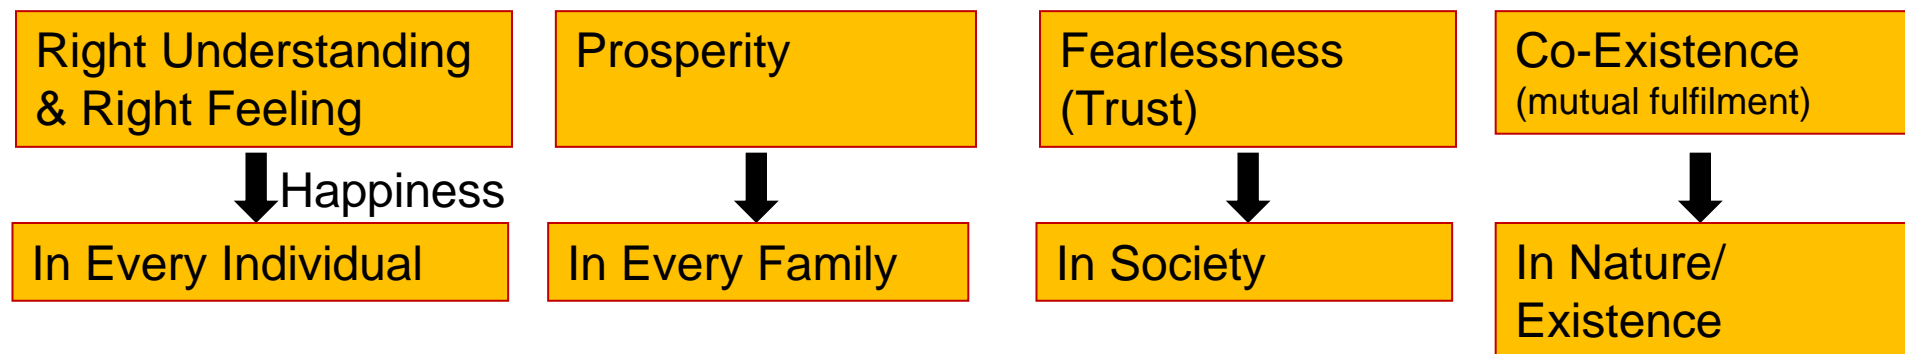 Right Understanding
& Right Feeling
Prosperity
Fearlessness
(Trust)
Co-Existence
(mutual fulfilment)
Happiness
In Every Individual
In Every Family
In Society
In Nature/
Existence